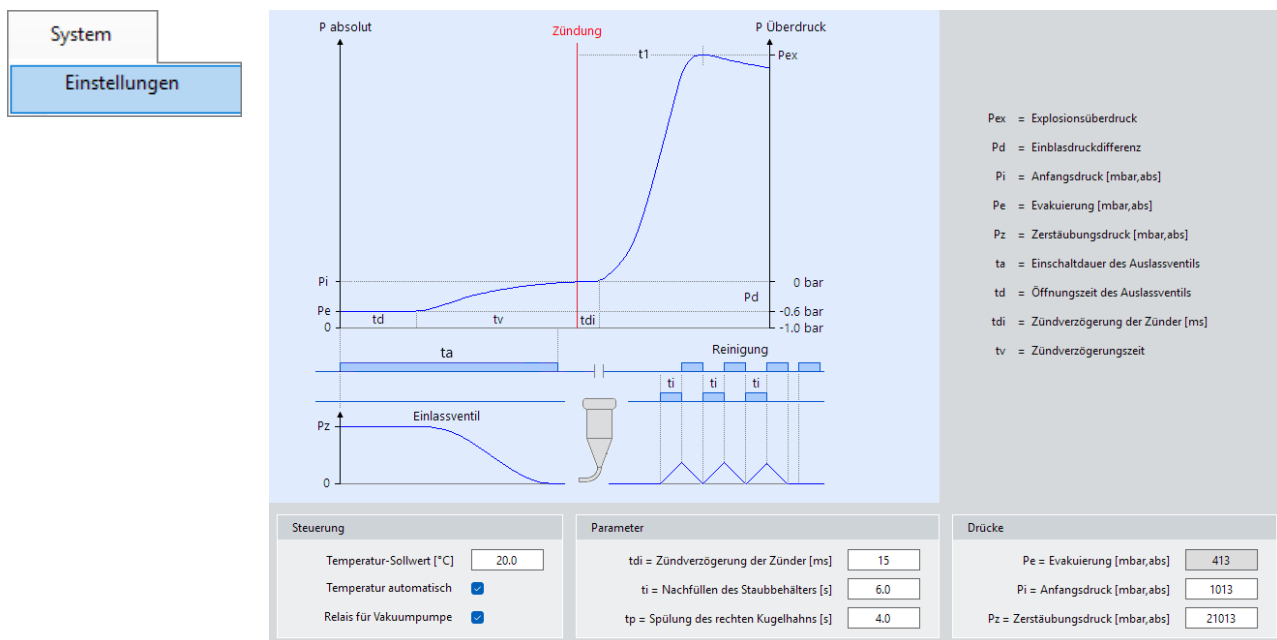 System
Einstellungen
P absolut
Zündung
P Überdruck
t1
Pex
Pi
0 bar
Pd
Pe
-0.6 bar
td
tv
tdi
0
-1.0 bar
ta
Reinigung
ti
ti
ti
Einlassventil
Pz
0
Pex = Explosionsüberdruck
Pd = Einblasdruckdifferenz
Pi = Anfangsdruck [mbar,abs]
Pe = Evakuierung [mbar,abs]
Pz = Zerstäubungsdruck [mbar,abs]
ta = Einschaltdauer des Auslassventils
td = Öffnungszeit des Auslassventils
tdi = Zündverzögerung der Zünder [ms]
tv = Zündverzögerungszeit
Steuerung
Temperatur-Sollwert [°C] 20.0
Temperatur automatisch
Relais für Vakuumpumpe
Parameter
tdi = Zündverzögerung der Zünder [ms] 15
ti = Nachfüllen des Staubbehälters [s] 6.0
tp = Spülung des rechten Kugelhahns [s] 4.0
Drücke
Pe = Evakuierung [mbar,abs] 413
Pi = Anfangsdruck [mbar,abs] 1013
Pz = Zerstäubungsdruck [mbar,abs] 21013